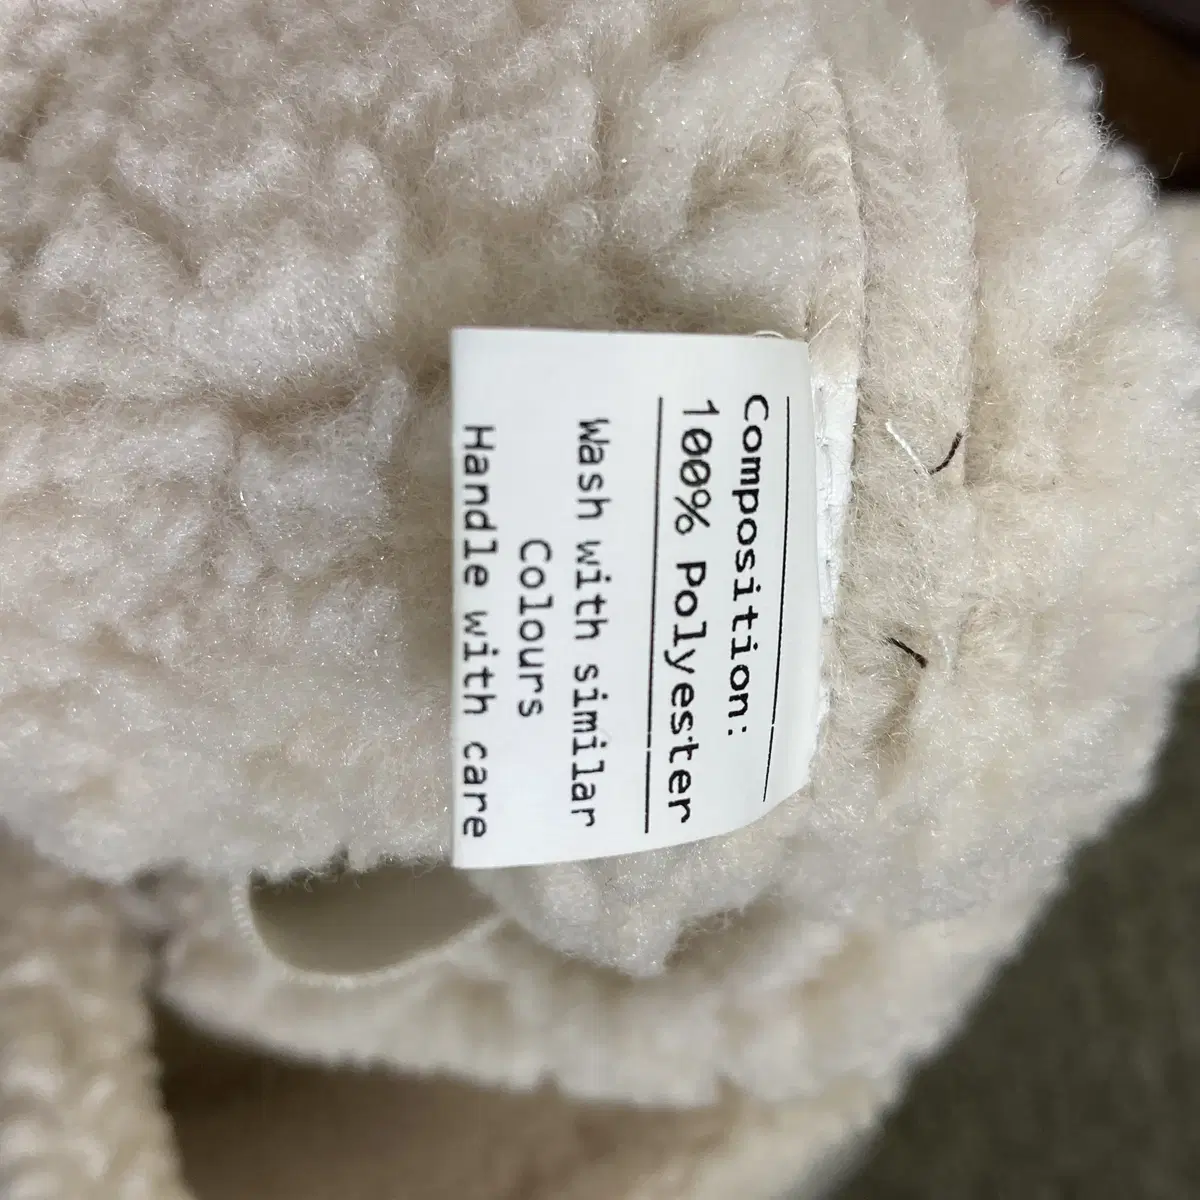 Composition:
100% Polyester
Wash with similar
Colours
Handle with care